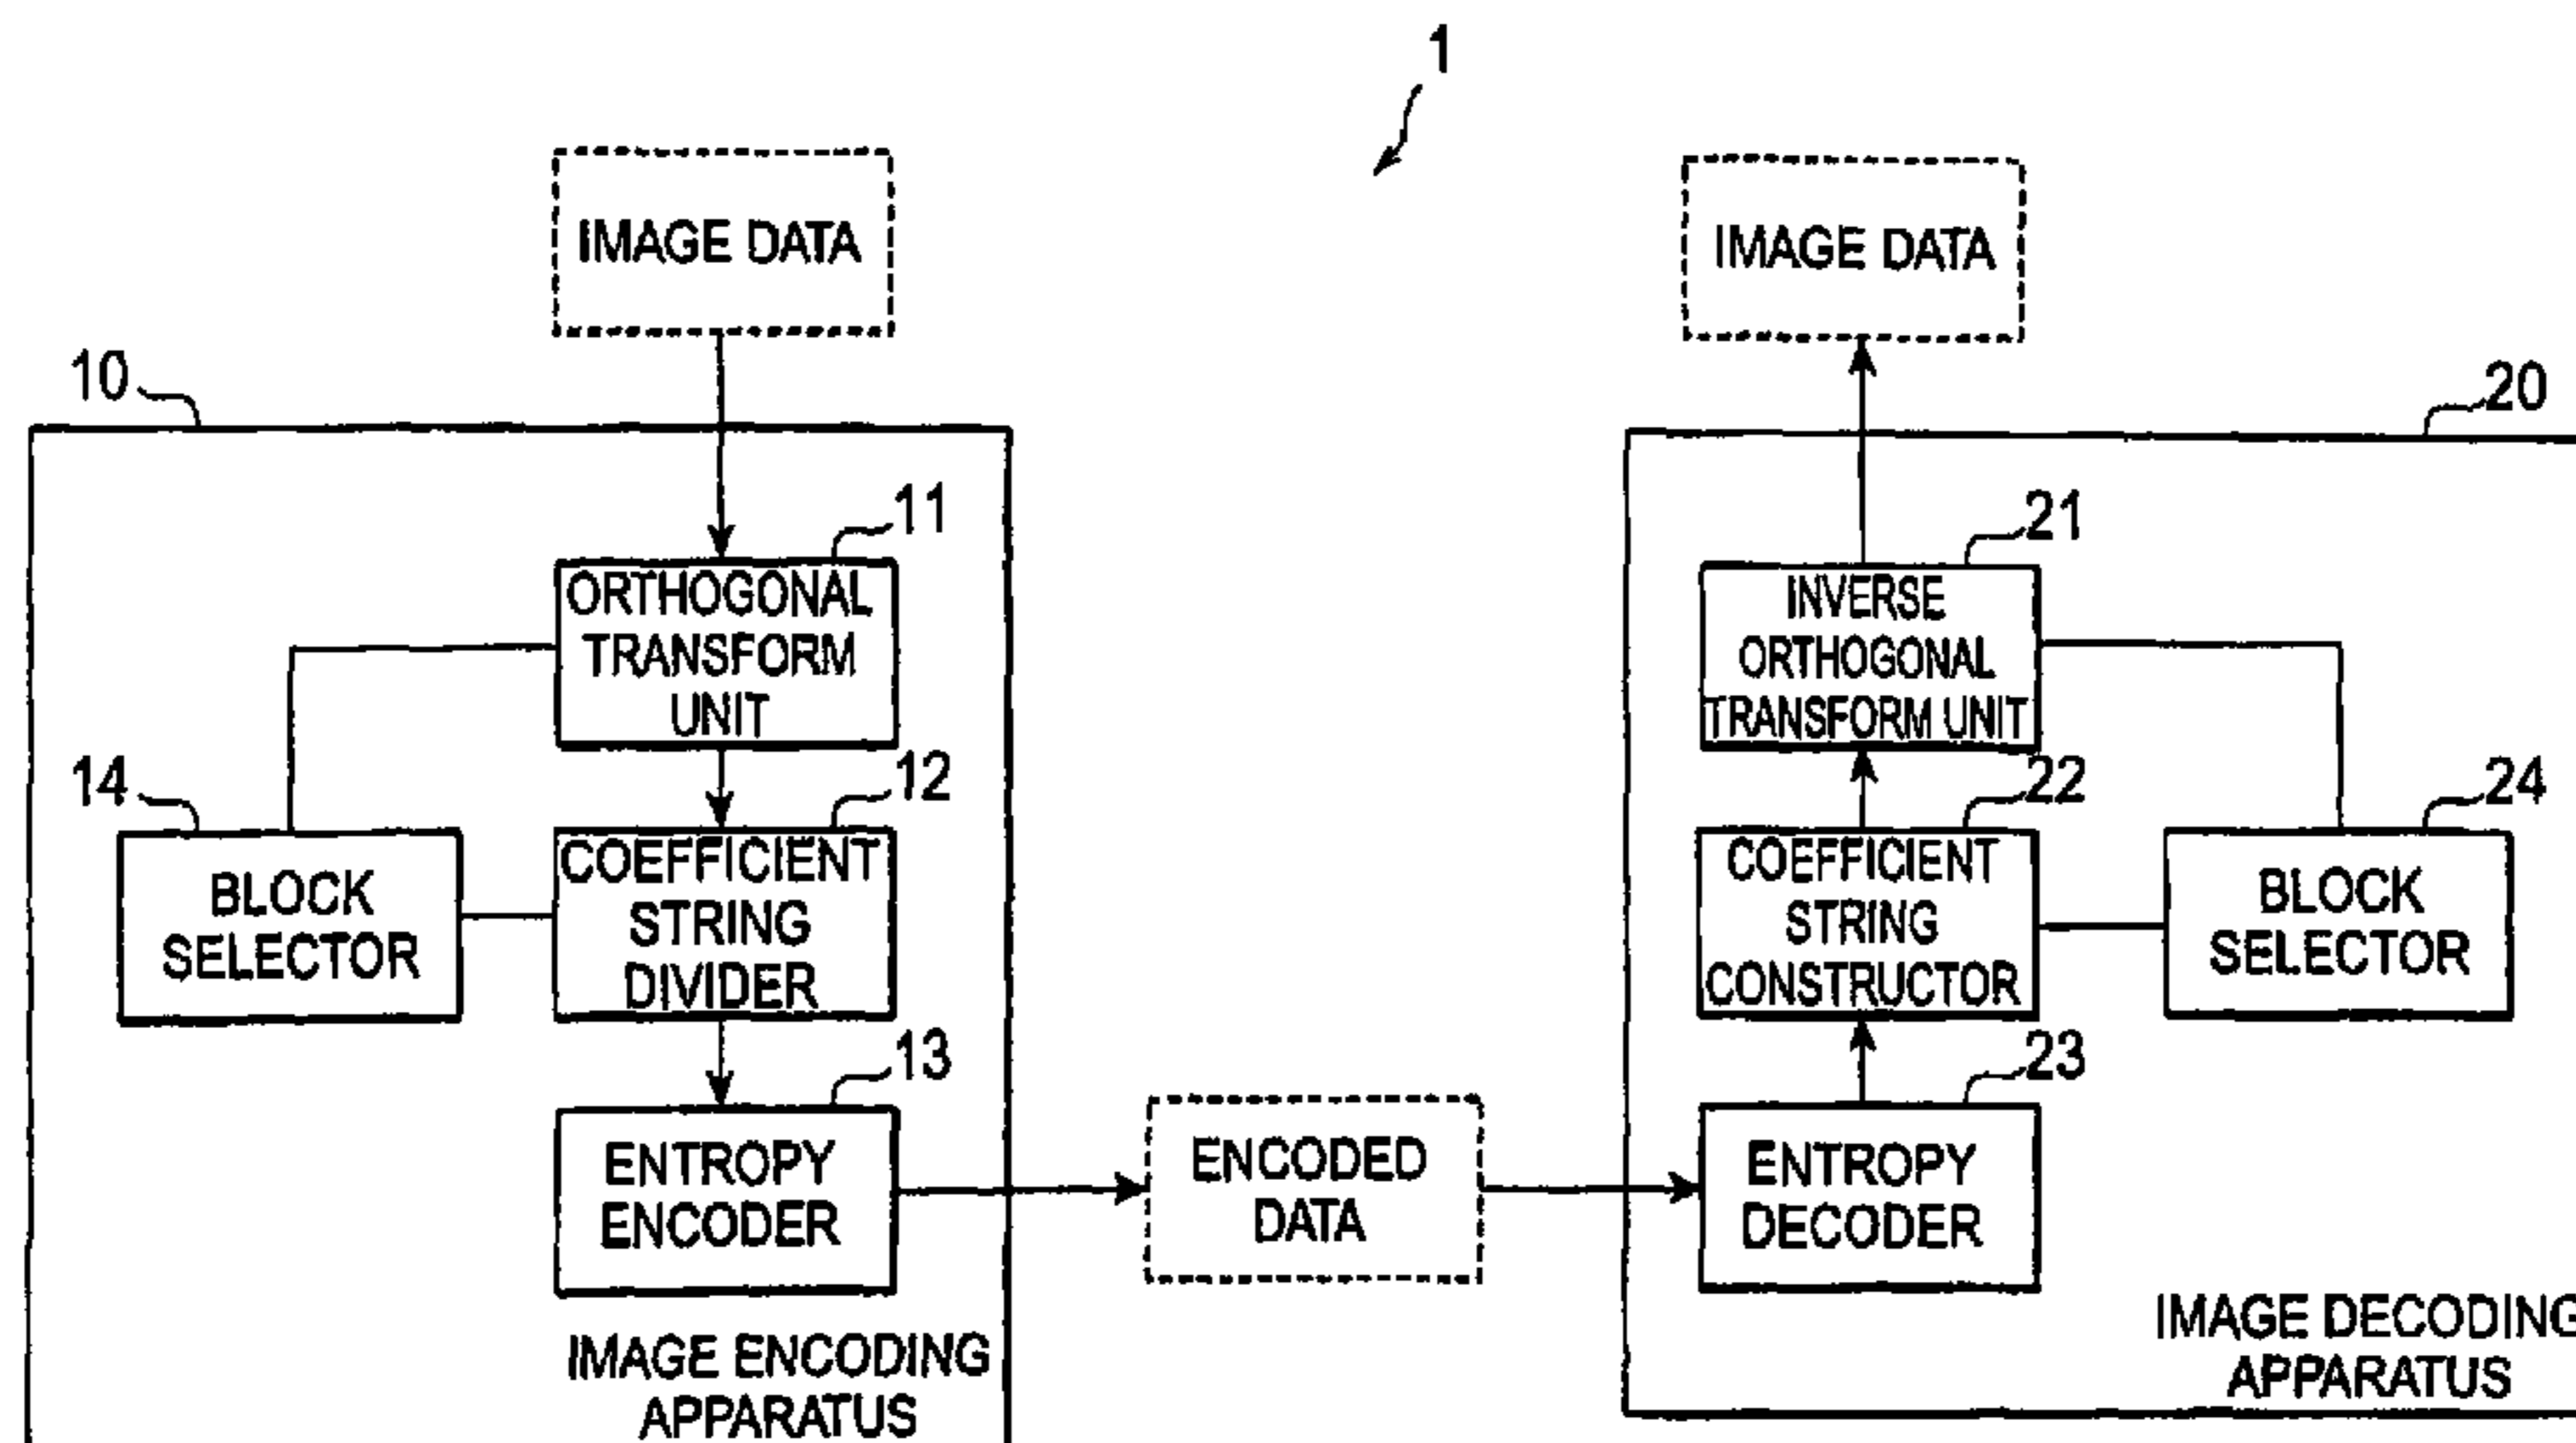 1
IMAGE DATA
IMAGE DATA
10
20
11
21
ORTHOGONAL
TRANSFORM
UNIT
INVERSE
ORTHOGONAL
TRANSFORM UNIT
14
12
22
24
BLOCK
SELECTOR
COEFFICIENT
STRING
DIVIDER
COEFFICIENT
STRING
CONSTRUCTOR
BLOCK
SELECTOR
13
23
ENTROPY
ENCODER
ENCODED
DATA
ENTROPY
DECODER
IMAGE ENCODING
APPARATUS
IMAGE DECODING
APPARATUS